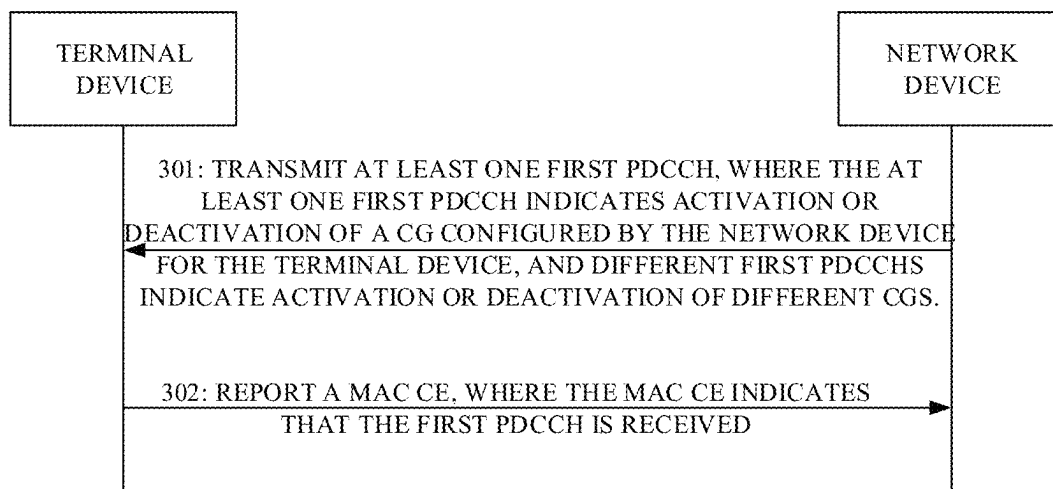 TERMINAL
DEVICE
NETWORK
DEVICE
301: TRANSMIT AT LEAST ONE FIRST PDCCH, WHERE THE AT
LEAST ONE FIRST PDCCH INDICATES ACTIVATION OR
DEACTIVATION OF A CG CONFIGURED BY THE NETWORK DEVICE
FOR THE TERMINAL DEVICE, AND DIFFERENT FIRST PDCCHS
INDICATE ACTIVATION OR DEACTIVATION OF DIFFERENT CGS.
302: REPORT A MAC CE, WHERE THE MAC CE INDICATES
THAT THE FIRST PDCCH IS RECEIVED